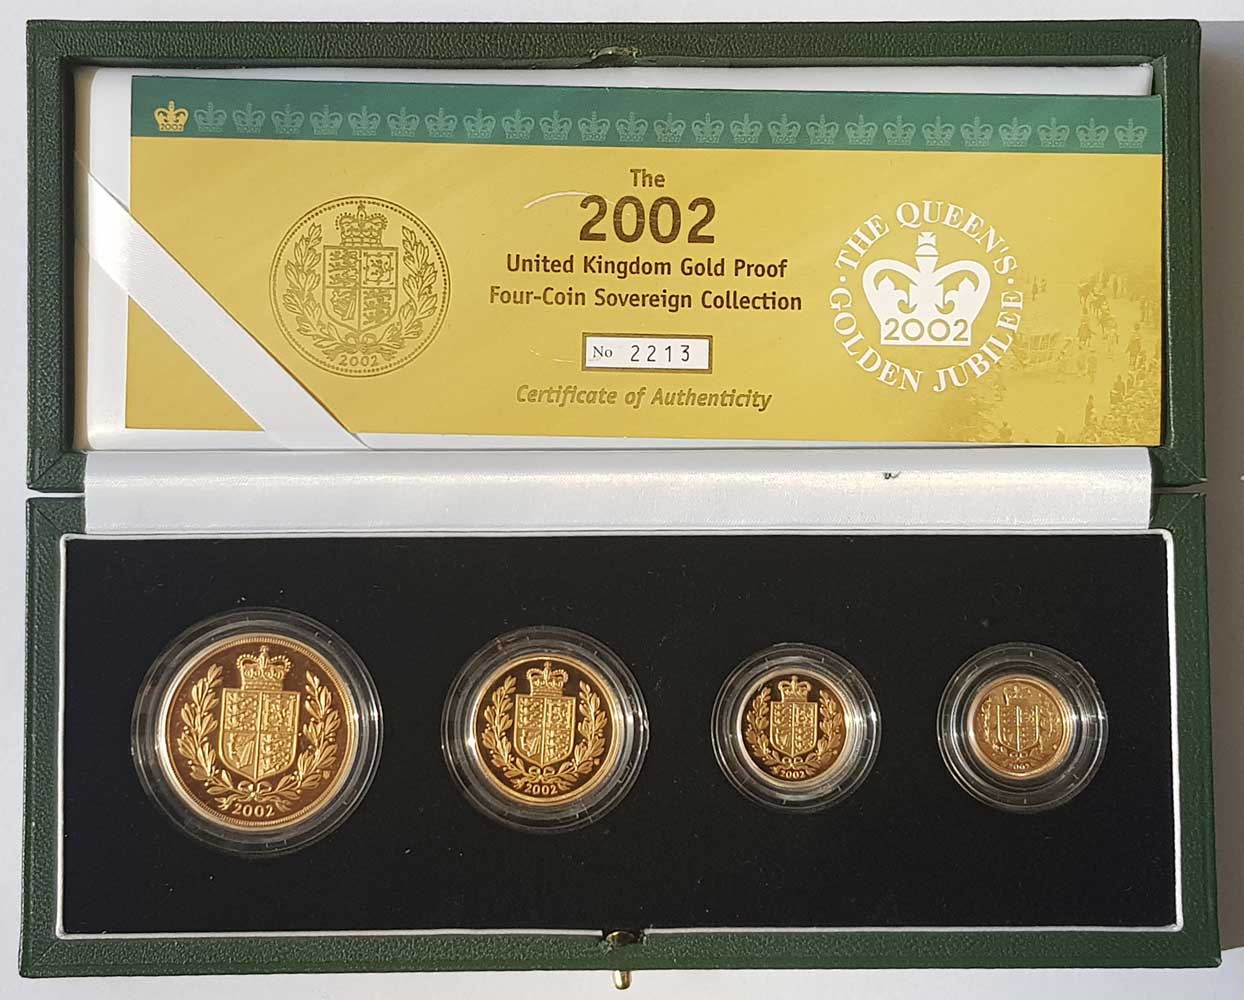 The
2002
United Kingdom Gold Proof
Four-Coin Sovereign Collection
No 2213
Certificate of Authenticity
2002
THE QUEEN'S
GOLDEN JUBILEE
2002
2002
2002
2002
2002